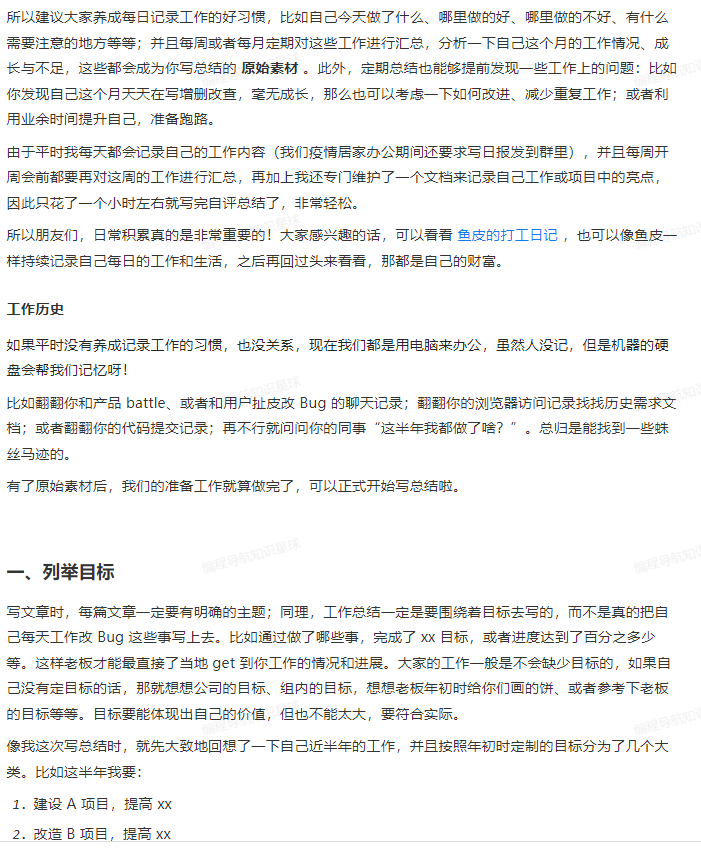 所以建议大家养成每日记录工作的好习惯，比如自己今天做了什么、哪里做的好、哪里做的不好、有什么
需要注意的地方等等；并且每周或者每月定期对这些工作进行汇总，分析一下自己这个月的工作情况、成
长与不足，这些都会成为你写总结的 原始素材 。此外，定期总结也能够提前发现一些工作上的问题：比如
你发现自己这个月天天在写增删改查，毫无成长，那么也可以考虑一下如何改进、减少重复工作；或者利
用业余时间提升自己，准备跑路。
由于平时我每天都会记录自己的工作内容（我们疫情居家办公期间还要求写日报发到群里），并且每周开
周会前都要再对这周的工作进行汇总，再加上我还专门维护了一个文档来记录自己工作或项目中的亮点，
因此只花了一个小时左右就写完自评总结了，非常轻松。
所以朋友们，日常积累真的是非常重要的！大家感兴趣的话，可以看看 鱼皮的打工日记 ，也可以像鱼皮一
样持续记录自己每日的工作和生活，之后再回过头来看看，那都是自己的财富。
工作历史
如果平时没有养成记录工作的习惯，也没关系，现在我们都是用电脑来办公，虽然人没记，但是机器的硬
盘会帮我们记忆呀！
比如翻翻你和产品 battle、或者和用户扯皮改 Bug 的聊天记录；翻翻你的浏览器访问记录找找历史需求文
档；或者翻翻你的代码提交记录；再不行就问问你的同事“这半年我都做了啥？”。总归是能找到一些蛛
丝马迹的。
有了原始素材后，我们的准备工作就算做完了，可以正式开始写总结啦。
编程导航知识星球
一、列举目标
写文章时，每篇文章一定要有明确的主题；同理，工作总结一定是要围绕着目标去写的，而不是真的把自
己每天工作改 Bug 这些事写上去。比如通过做了哪些事，完成了 xx 目标，或者进度达到了百分之多少
等。这样老板才能最直接了当地 get 到你工作的情况和进展。大家的工作一般是不会缺少目标的，如果自
己没有定目标的话，那就想想公司的目标、组内的目标，想想老板年初时给你们画的饼、或者参考下老板
的目标等等。目标要能体现出自己的价值，但也不能太大，要符合实际。
像我这次写总结时，就先大致地回想了一下自己近半年的工作，并且按照年初时定制的目标分为了几个大
类。比如这半年我要：
1. 建设 A 项目，提高 xx
2. 改造 B 项目，提高 xx